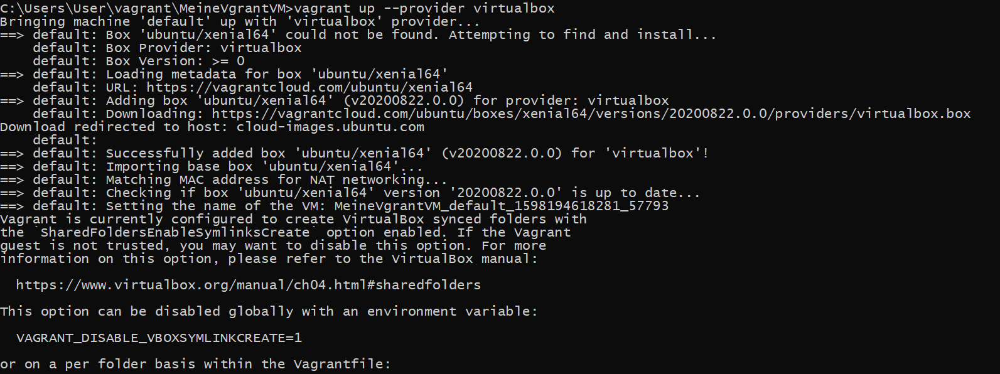 C:\Users\User\vagrant\MeineVgrantVM>vagrant up --provider virtualbox
Bringing machine 'default' up with 'virtualbox' provider...
==> default: Box 'ubuntu/xenial64' could not be found. Attempting to find and install...
    default: Box Provider: virtualbox
    default: Box Version: >= 0
==> default: Loading metadata for box 'ubuntu/xenial64'
    default: URL: https://vagrantcloud.com/ubuntu/xenial64
==> default: Adding box 'ubuntu/xenial64' (v20200822.0.0) for provider: virtualbox
    default: Downloading: https://vagrantcloud.com/ubuntu/boxes/xenial64/versions/20200822.0.0/providers/virtualbox.box
Download redirected to host: cloud-images.ubuntu.com
    default:
==> default: Successfully added box 'ubuntu/xenial64' (v20200822.0.0) for 'virtualbox'!
==> default: Importing base box 'ubuntu/xenial64'...
==> default: Matching MAC address for NAT networking...
==> default: Checking if box 'ubuntu/xenial64' version '20200822.0.0' is up to date...
==> default: Setting the name of the VM: MeineVgrantVM_default_1598194618281_57793
Vagrant is currently configured to create VirtualBox synced folders with
the `SharedFoldersEnableSymlinksCreate` option enabled. If the Vagrant
guest is not trusted, you may want to disable this option. For more
information on this option, please refer to the VirtualBox manual:

  https://www.virtualbox.org/manual/ch04.html#sharedfolders

This option can be disabled globally with an environment variable:

  VAGRANT_DISABLE_VBOXSYMLINKCREATE=1

or on a per folder basis within the Vagrantfile: